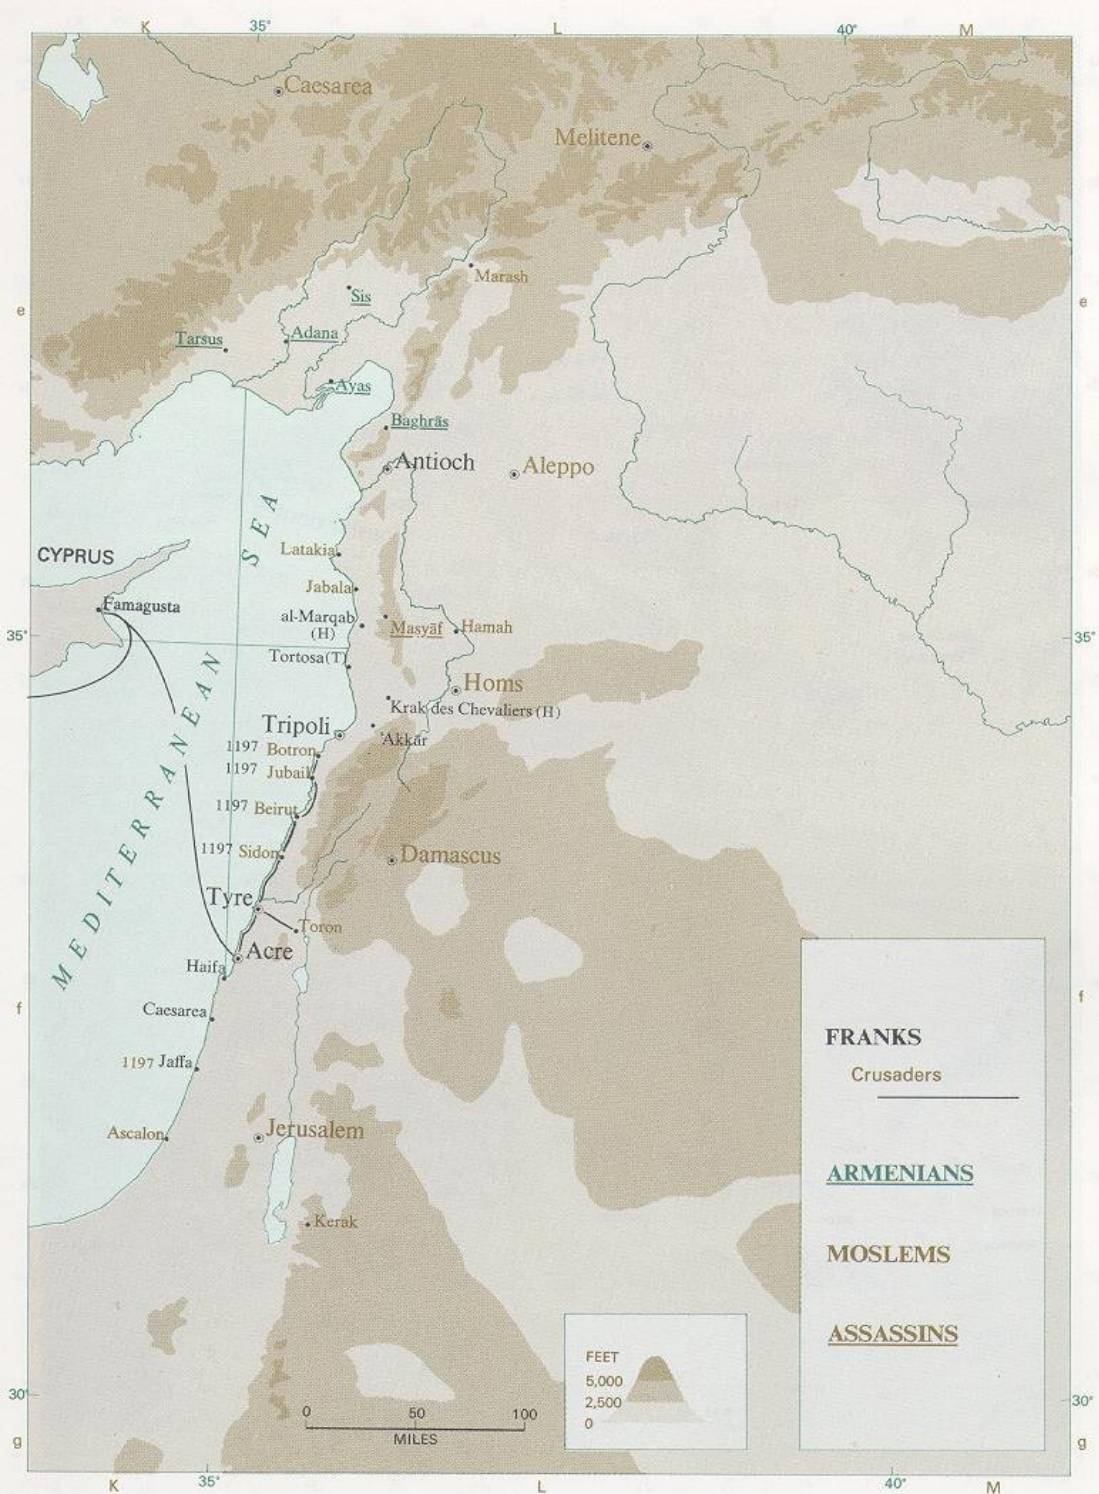 K 35° L 40° M
Caesarea
Melitene
Marash
e e
Sis
Tarsus
Adana
Ayas
Baghrās
Antioch
Aleppo
SEA
Latakia
CYPRUS
Jabala
Famagusta
al-Marqab
(H)
Masyāf
Hamah
35° 35°
Tortosa(T)
MEDITERRANEAN
Homs
Krak des Chevaliers (H)
Tripoli
ʿAkkār
1197 Botron
1197 Jubail
1197 Beirut
1197 Sidon
Damascus
Tyre
Toron
Acre
Haifa
f f
Caesarea
1197 Jaffa
Ascalon
Jerusalem
Kerak
FRANKS
Crusaders
ARMENIANS
MOSLEMS
ASSASSINS
FEET
5,000
2,500
0
0 50 100
MILES
30° 30°
g g
K 35° L 40° M